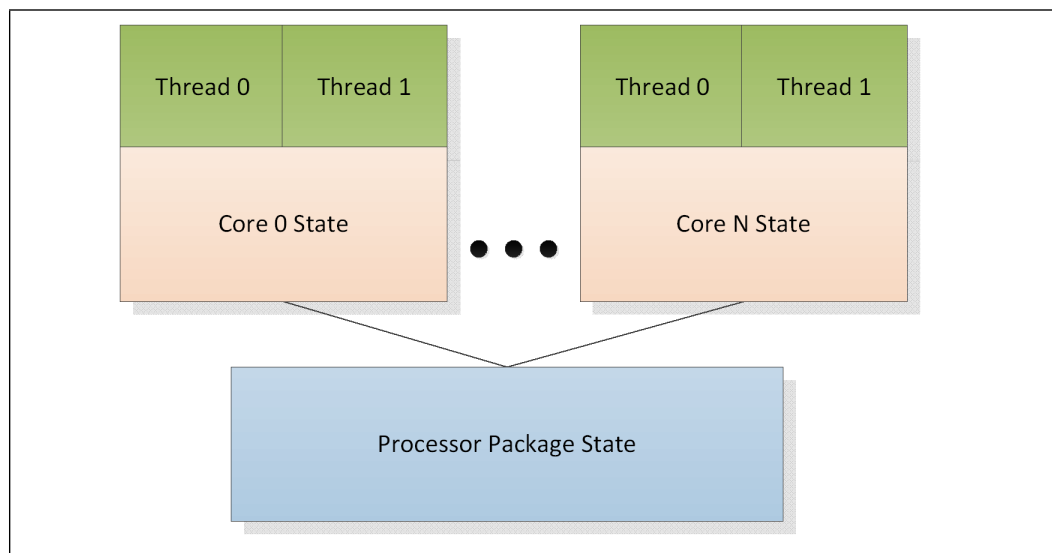 Thread 0
Thread 1
Thread 0
Thread 1
Core 0 State
Core N State
Processor Package State